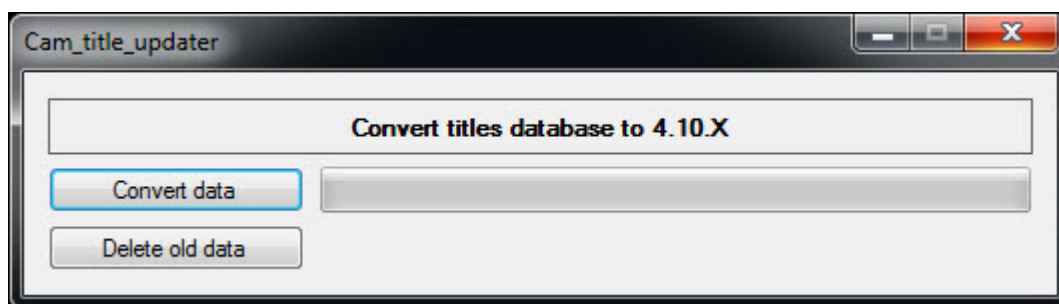 Cam_title_updater
Convert titles database to 4.10.X
Convert data
Delete old data